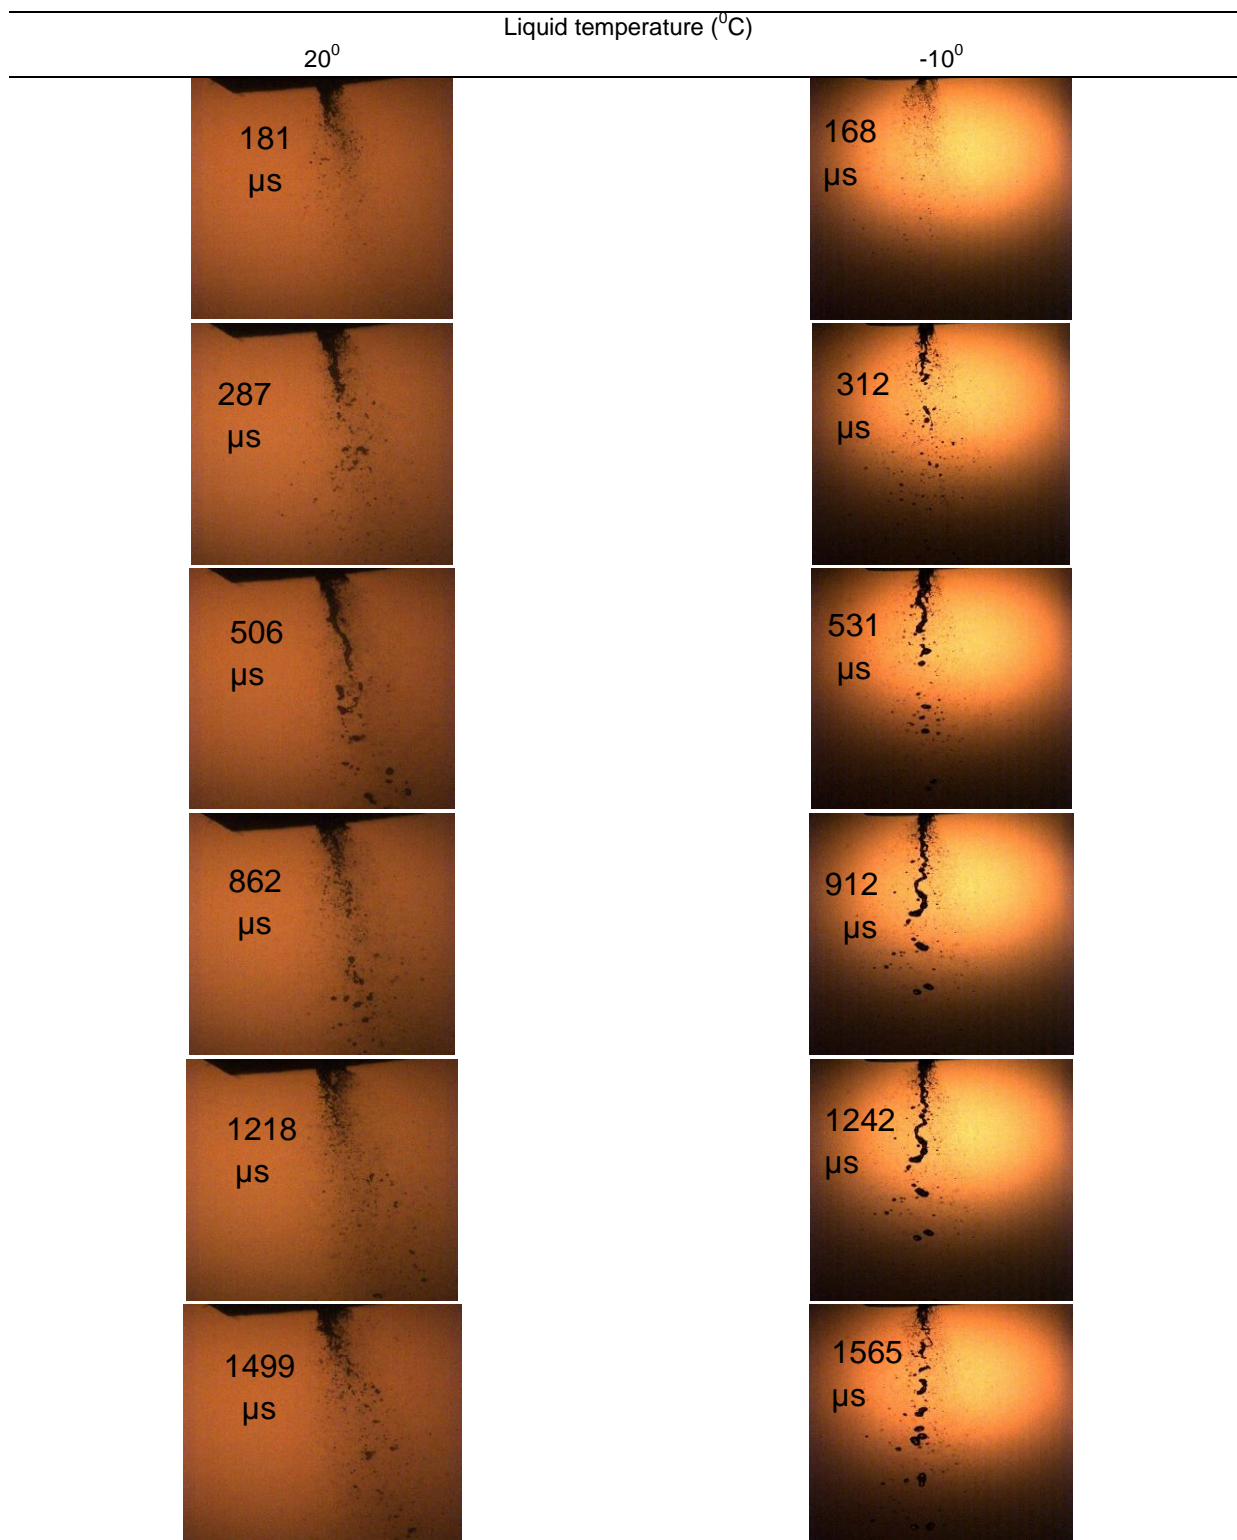 Liquid temperature (⁰C)
20⁰ -10⁰
181
µs
168
µs
287
µs
312
µs
506
µs
531
µs
862
µs
912
µs
1218
µs
1242
µs
1499
µs
1565
µs